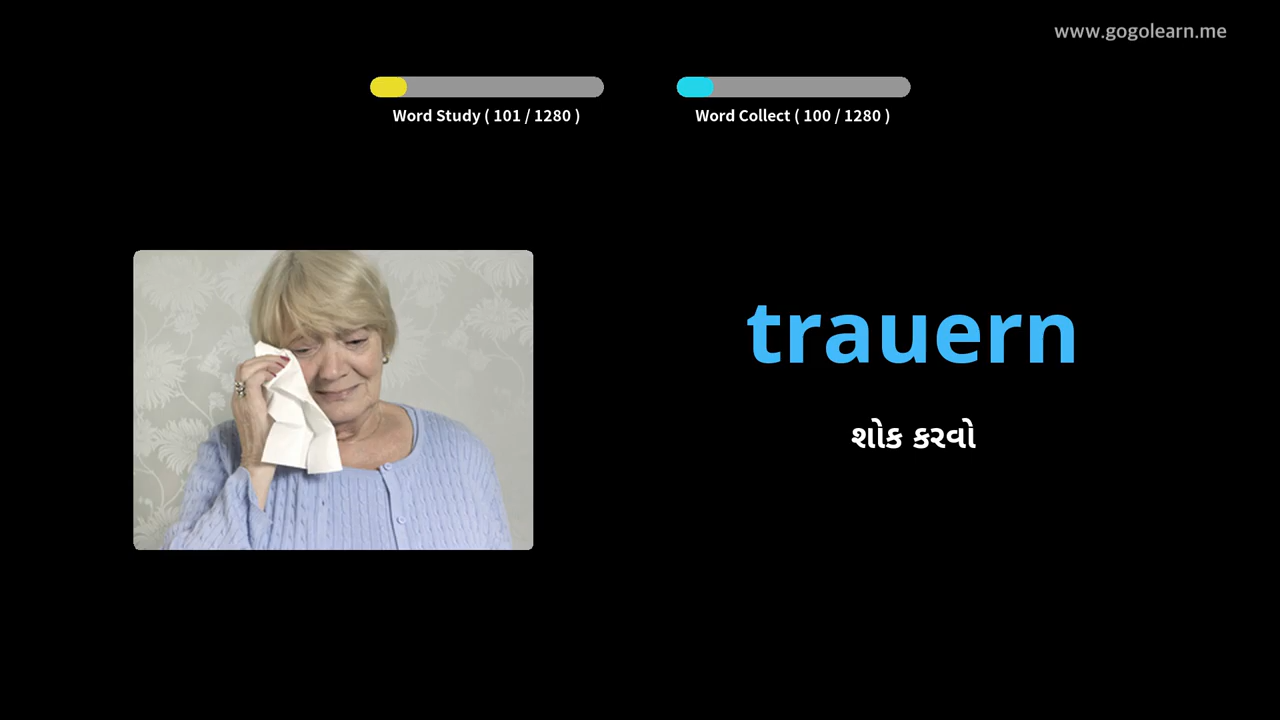 www.gogolearn.me
Word Study ( 101 / 1280 )
Word Collect ( 100 / 1280 )
trauern
શોક કરવો